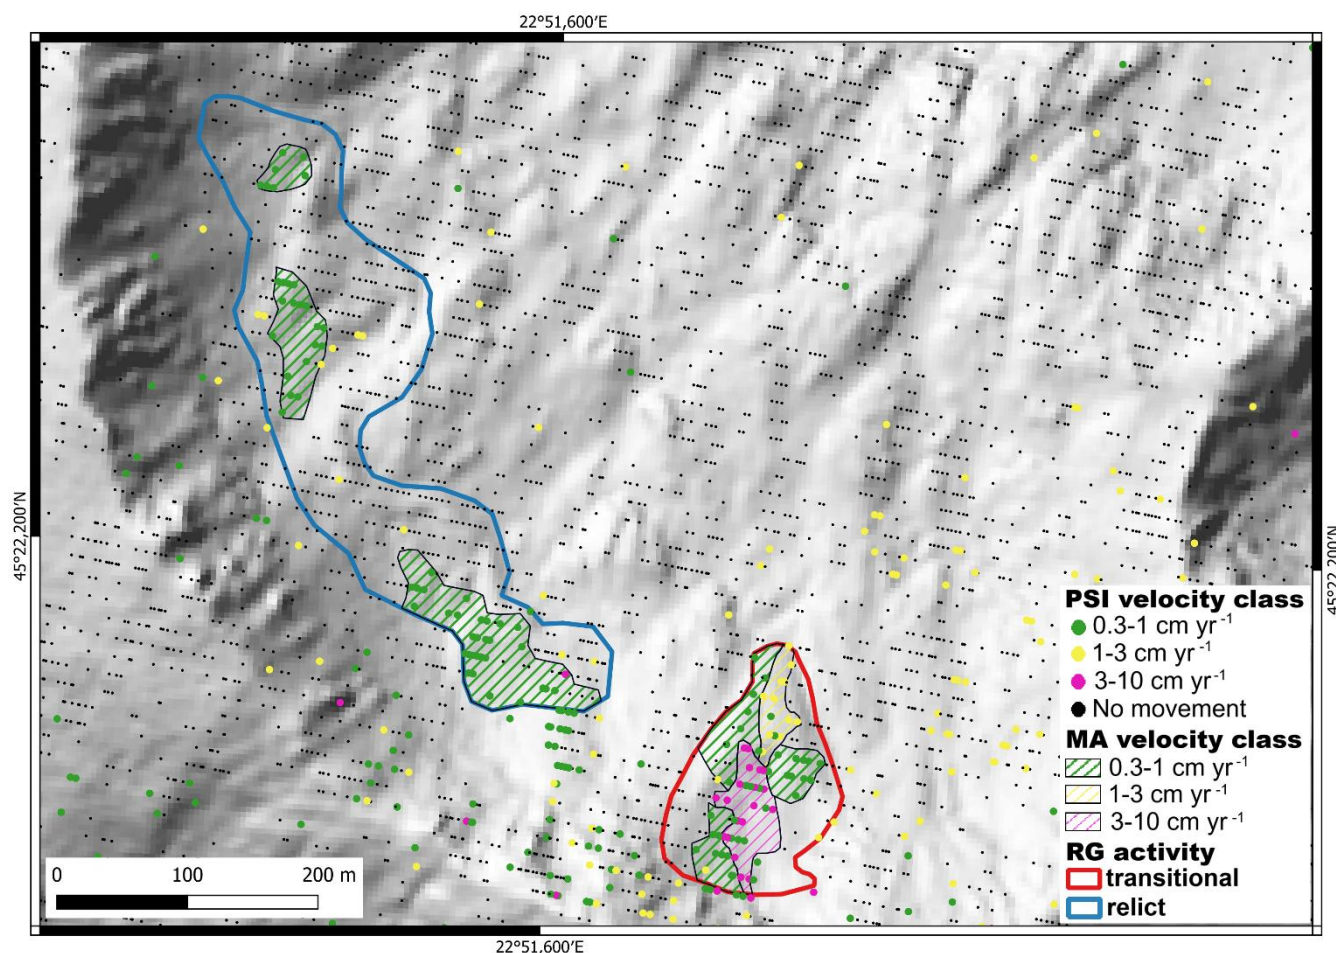 22°51,600′E
45°22,200′N
45°22,200′N
PSI velocity class
0.3-1 cm yr⁻¹
1-3 cm yr⁻¹
3-10 cm yr⁻¹
No movement
MA velocity class
0.3-1 cm yr⁻¹
1-3 cm yr⁻¹
3-10 cm yr⁻¹
RG activity
transitional
relict
0 100 200 m
22°51,600′E